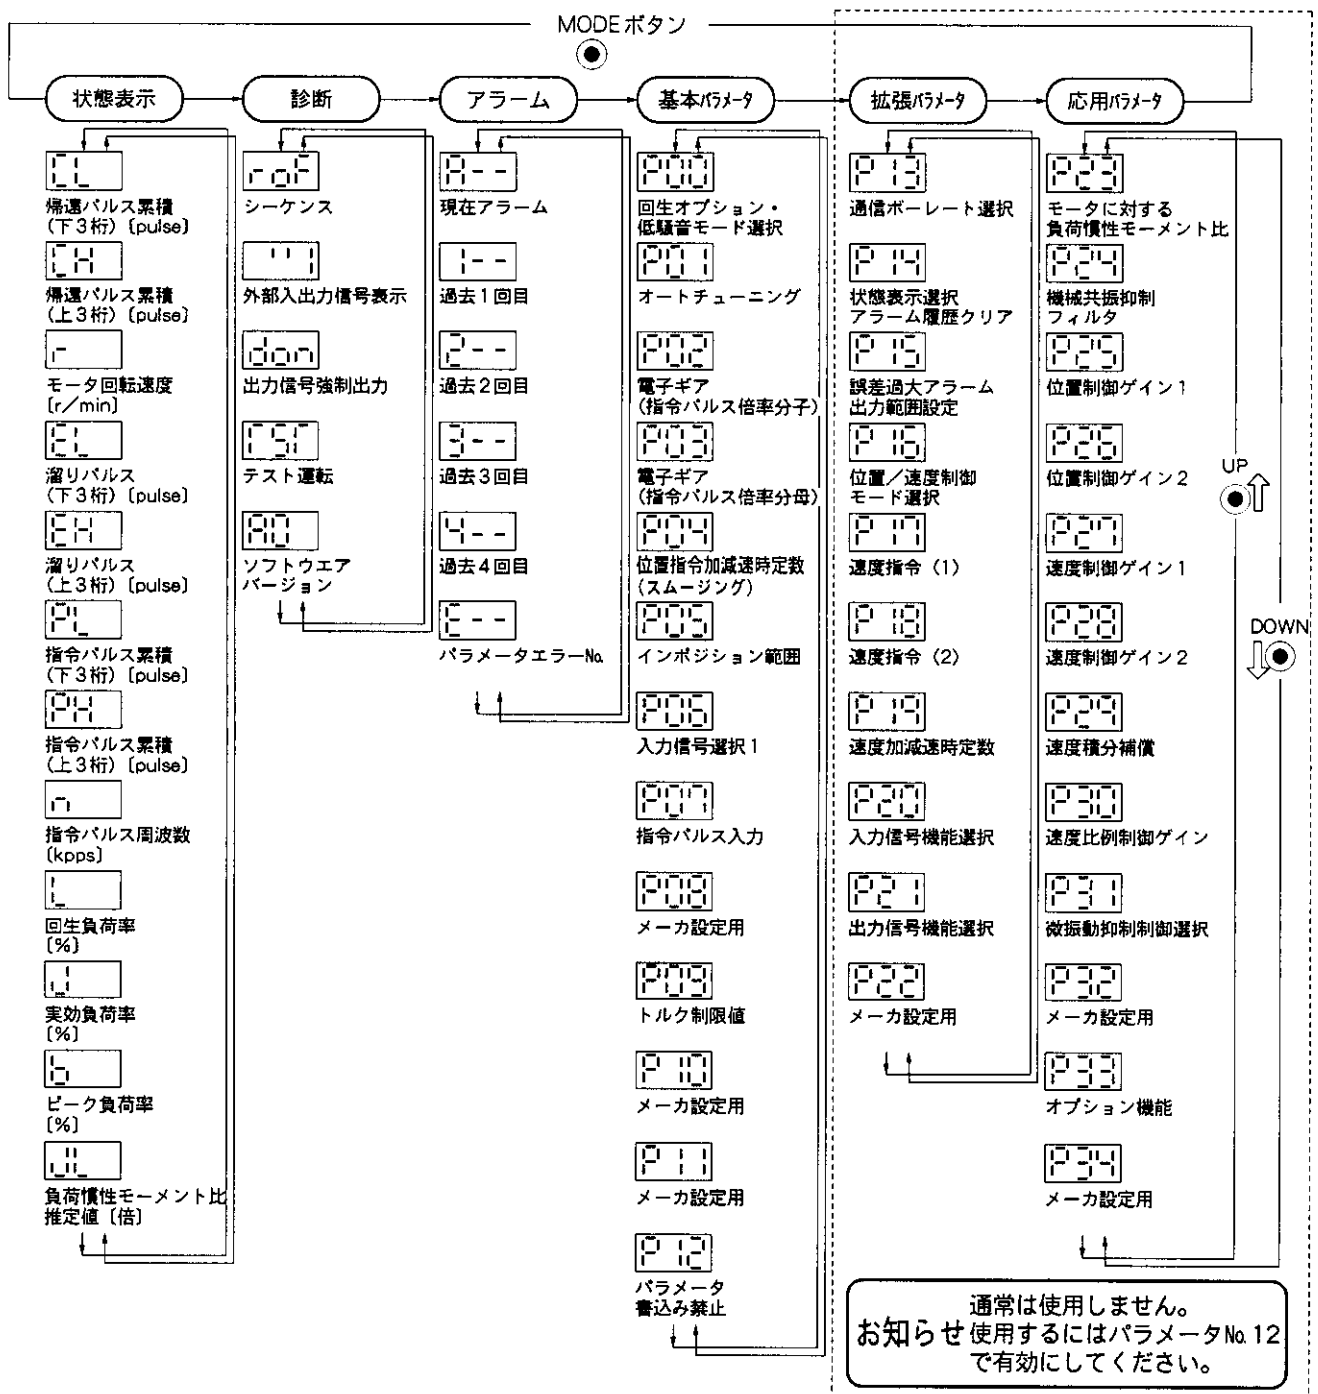 MODEボタン
状態表示
CL
帰還パルス累積
(下3桁)〔pulse〕
CH
帰還パルス累積
(上3桁)〔pulse〕
r
モータ回転速度
〔r/min〕
EL
溜りパルス
(下3桁)〔pulse〕
EH
溜りパルス
(上3桁)〔pulse〕
PL
指令パルス累積
(下3桁)〔pulse〕
PH
指令パルス累積
(上3桁)〔pulse〕
n
指令パルス周波数
〔kpps〕
L
回生負荷率
〔%〕
J
実効負荷率
〔%〕
b
ピーク負荷率
〔%〕
JL
負荷慣性モーメント比
推定値〔倍〕
診断
roF
シーケンス
外部入出力信号表示
don
出力信号強制出力
TST
テスト運転
A0
ソフトウエア
バージョン
アラーム
A--
現在アラーム
1--
過去1回目
2--
過去2回目
3--
過去3回目
4--
過去4回目
E--
パラメータエラーNo.
基本パラメータ
P00
回生オプション・
低騒音モード選択
P01
オートチューニング
P02
電子ギア
(指令パルス倍率分子)
P03
電子ギア
(指令パルス倍率分母)
P04
位置指令加減速時定数
(スムージング)
P05
インポジション範囲
P06
入力信号選択1
P07
指令パルス入力
P08
メーカ設定用
P09
トルク制限値
P10
メーカ設定用
P11
メーカ設定用
P12
パラメータ
書込み禁止
拡張パラメータ
P13
通信ボーレート選択
P14
状態表示選択
アラーム履歴クリア
P15
誤差過大アラーム
出力範囲設定
P16
位置/速度制御
モード選択
P17
速度指令(1)
P18
速度指令(2)
P19
速度加減速時定数
P20
入力信号機能選択
P21
出力信号機能選択
P22
メーカ設定用
応用パラメータ
P23
モータに対する
負荷慣性モーメント比
P24
機械共振抑制
フィルタ
P25
位置制御ゲイン1
P26
位置制御ゲイン2
P27
速度制御ゲイン1
P28
速度制御ゲイン2
P29
速度積分補償
P30
速度比例制御ゲイン
P31
微振動抑制制御選択
P32
メーカ設定用
P33
オプション機能
P34
メーカ設定用
UP
DOWN
お知らせ
通常は使用しません。
使用するにはパラメータNo.12
で有効にしてください。